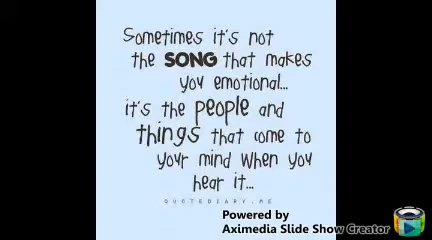 Sometimes it's not
the SONG that makes
you emotional...
it's the people and
things that come to
your mind when you
hear it...
QUOTEDIARY.ME
Powered by
Aximedia Slide Show Creator